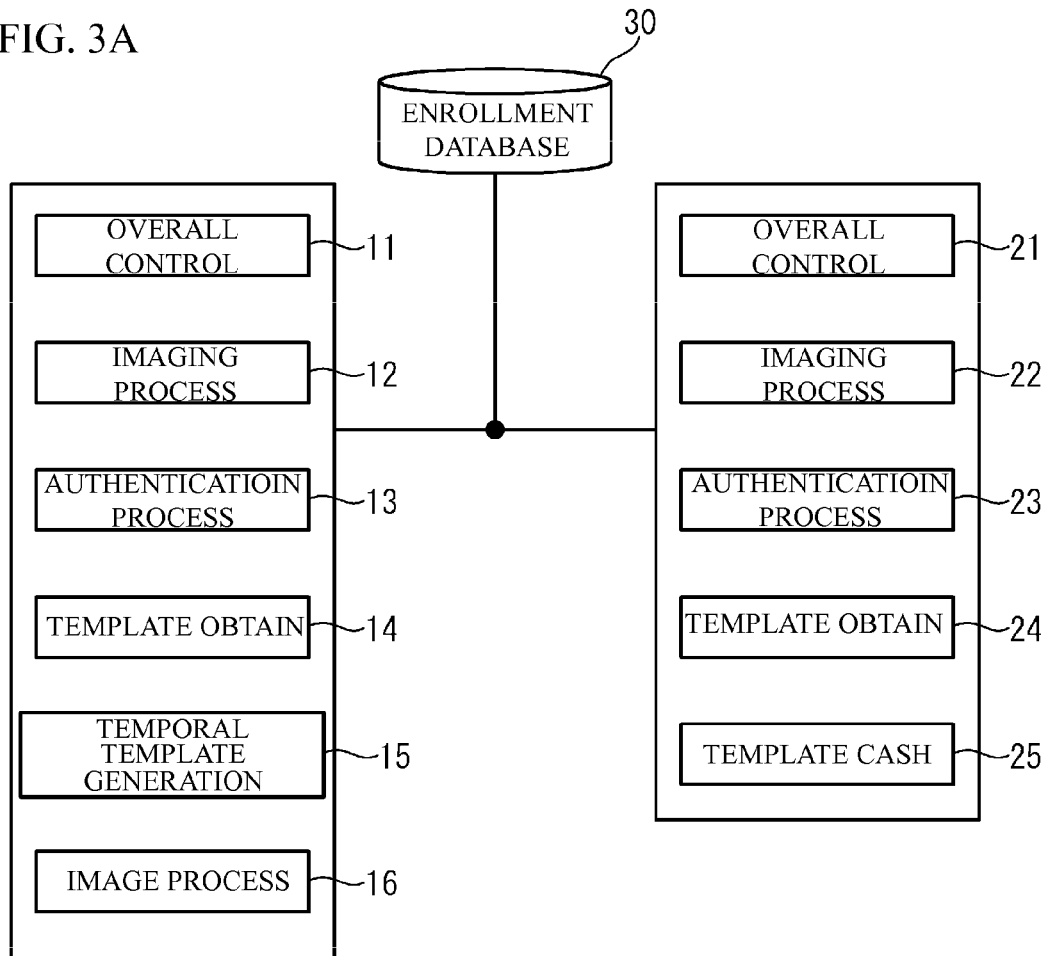 FIG. 3A
30
ENROLLMENT
DATABASE
OVERALL
CONTROL
11
IMAGING
PROCESS
12
AUTHENTICATIOIN
PROCESS
13
TEMPLATE OBTAIN
14
TEMPORAL
TEMPLATE
GENERATION
15
IMAGE PROCESS
16
OVERALL
CONTROL
21
IMAGING
PROCESS
22
AUTHENTICATIOIN
PROCESS
23
TEMPLATE OBTAIN
24
TEMPLATE CASH
25